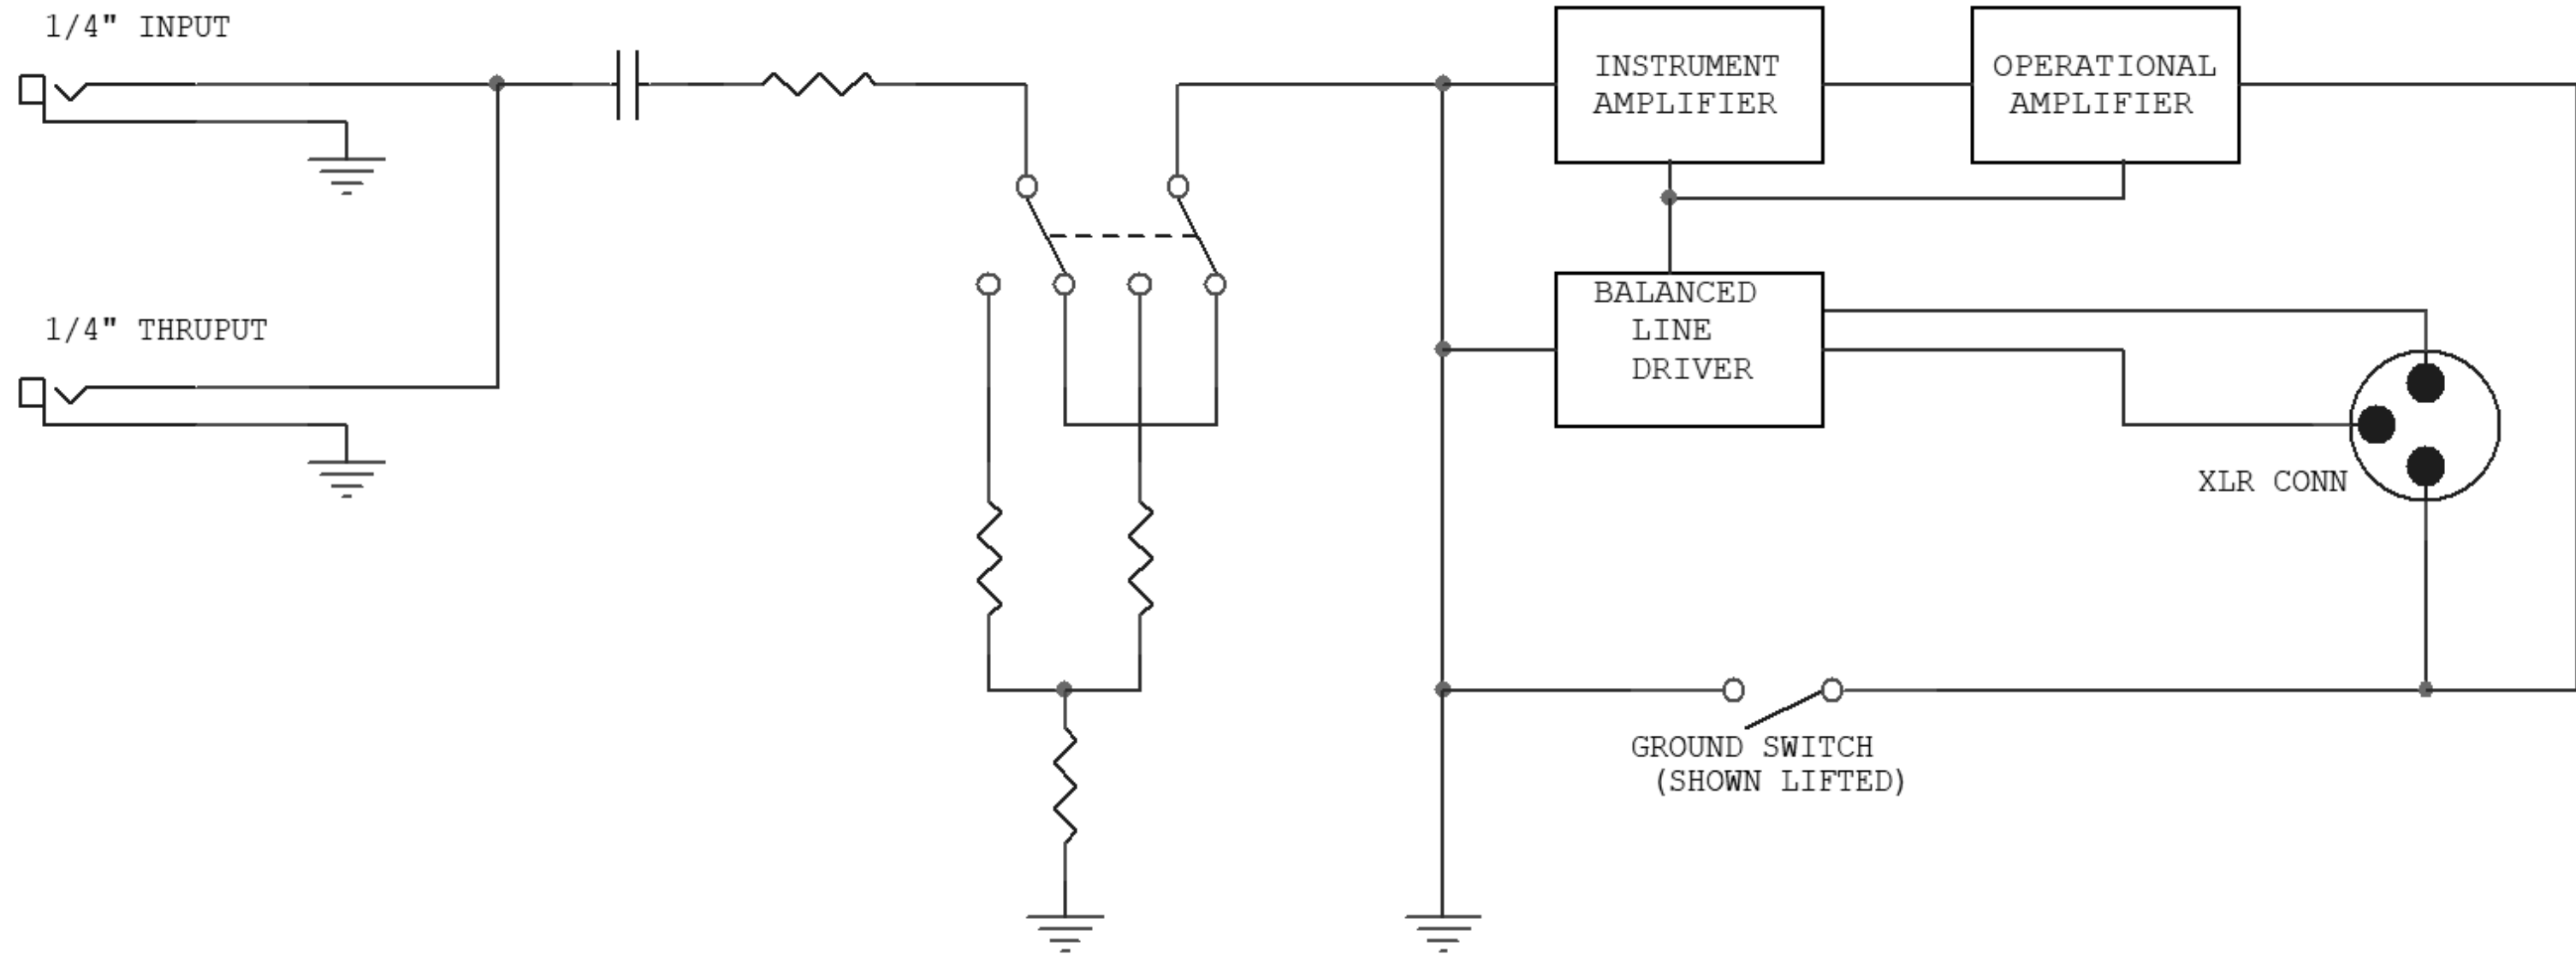 1/4" INPUT
INSTRUMENT
AMPLIFIER
OPERATIONAL
AMPLIFIER
1/4" THRUPUT
BALANCED
LINE
DRIVER
XLR CONN
GROUND SWITCH
(SHOWN LIFTED)